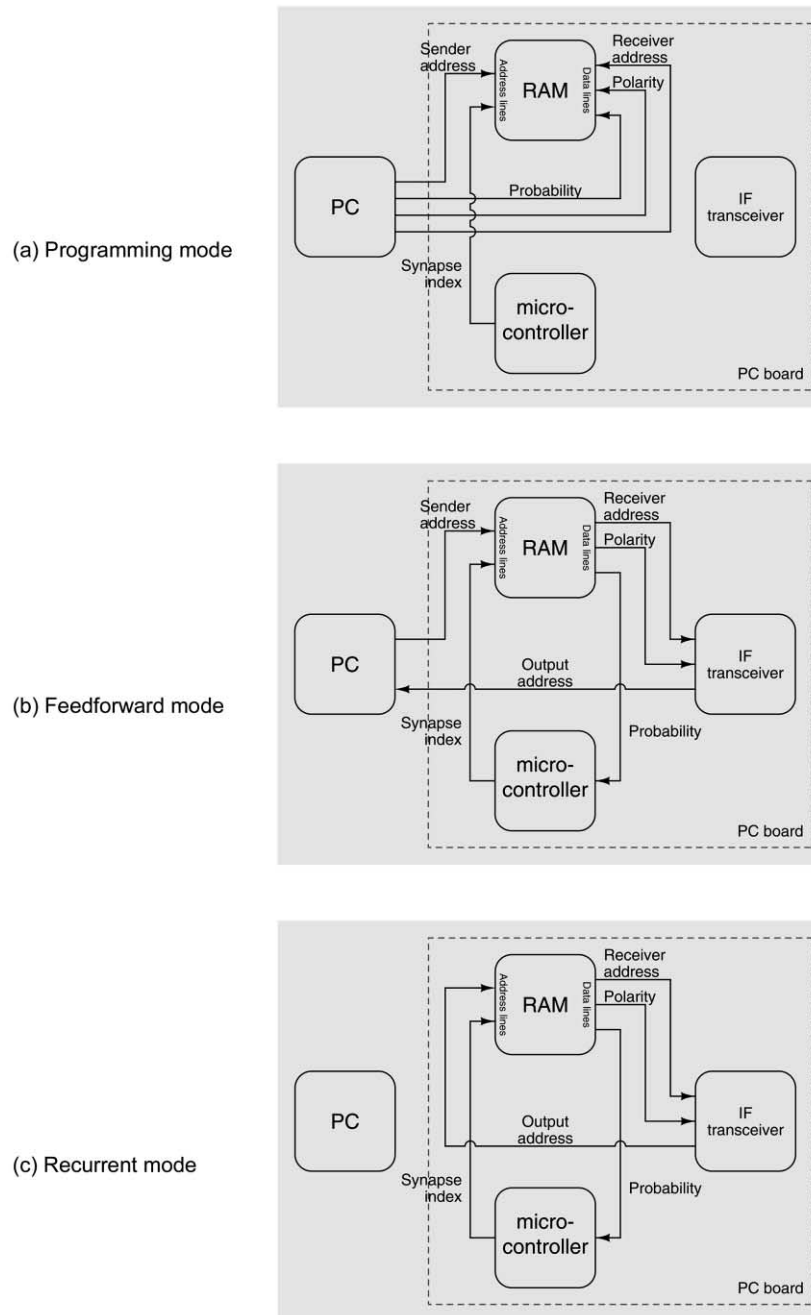 Sender
address
Address lines
RAM
Data lines
Receiver
address
Polarity
PC
Probability
IF
transceiver
(a) Programming mode
Synapse
index
micro-
controller
PC board
Sender
address
Address lines
RAM
Data lines
Receiver
address
Polarity
PC
IF
transceiver
Output
address
(b) Feedforward mode
Synapse
index
Probability
micro-
controller
PC board
Address lines
RAM
Data lines
Receiver
address
Polarity
PC
IF
transceiver
Output
address
(c) Recurrent mode
Synapse
index
Probability
micro-
controller
PC board